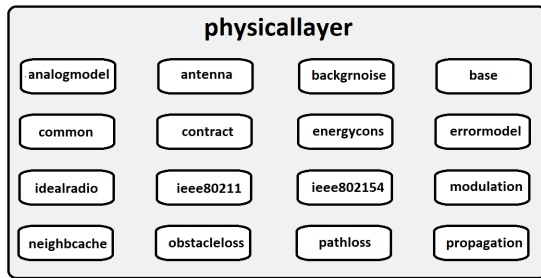 physicallayer
analogmodel antenna backgrnoise base
common contract energycons errormodel
idealradio ieee80211 ieee802154 modulation
neighbcache obstacleloss pathloss propagation